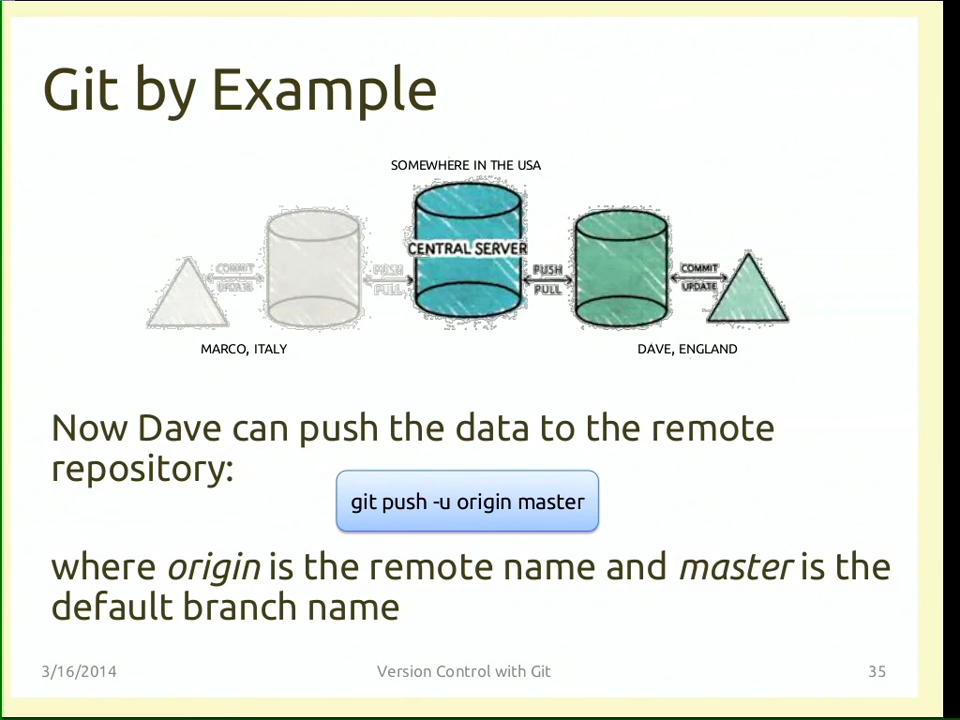 Git by Example
SOMEWHERE IN THE USA
CENTRAL SERVER
COMMIT
UPDATE
PUSH
PULL
PUSH
PULL
COMMIT
UPDATE
MARCO, ITALY
DAVE, ENGLAND
Now Dave can push the data to the remote
repository:
git push -u origin master
where origin is the remote name and master is the
default branch name
3/16/2014 Version Control with Git 35